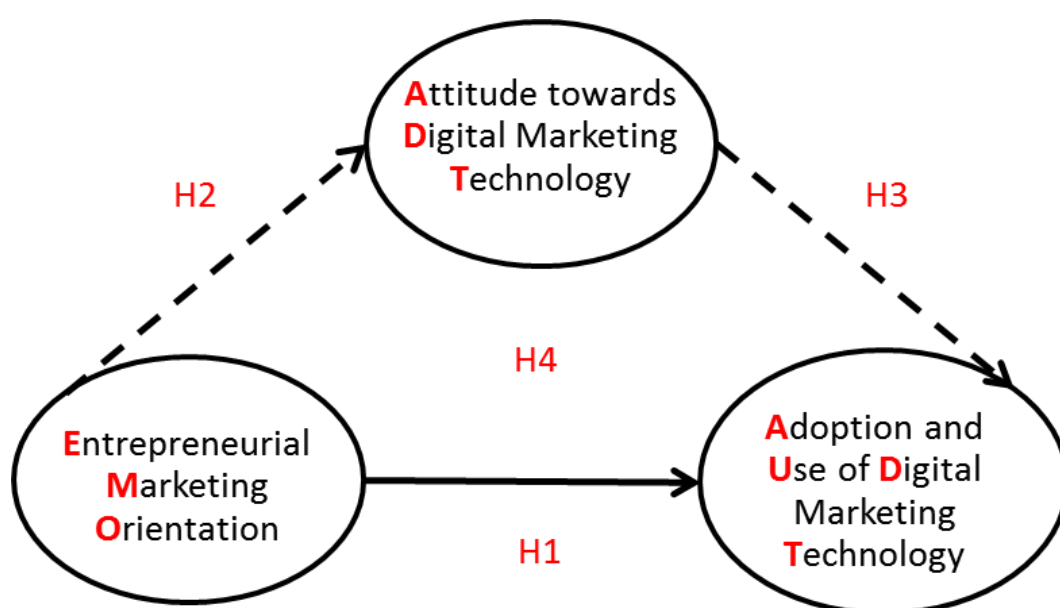 Attitude towards
Digital Marketing
Technology
H2
H3
H4
Entrepreneurial
Marketing
Orientation
H1
Adoption and
Use of Digital
Marketing
Technology